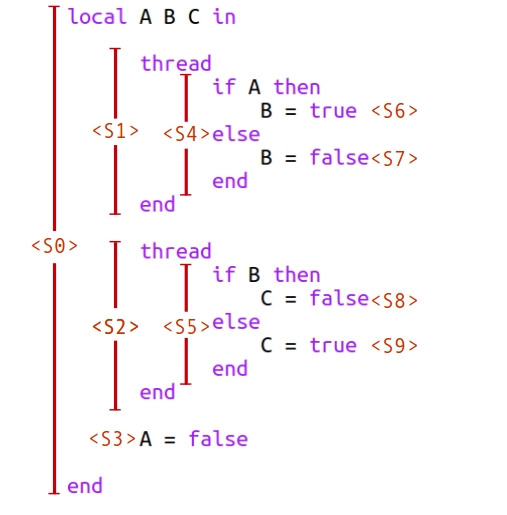 local A B C in
thread
if A then
B = true <S6>
<S1> <S4> else
B = false <S7>
end
end
<S0> thread
if B then
C = false <S8>
<S2> <S5> else
C = true <S9>
end
end
<S3> A = false
end